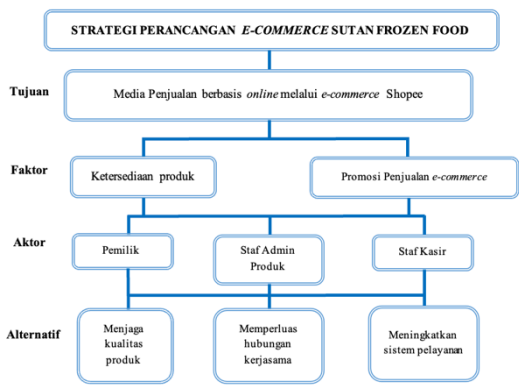 STRATEGI PERANCANGAN E-COMMERCE SUTAN FROZEN FOOD
Tujuan
Media Penjualan berbasis online melalui e-commerce Shopee
Faktor
Ketersediaan produk
Promosi Penjualan e-commerce
Aktor
Pemilik
Staf Admin
Produk
Staf Kasir
Alternatif
Menjaga
kualitas
produk
Memperluas
hubungan
kerjasama
Meningkatkan
sistem pelayanan